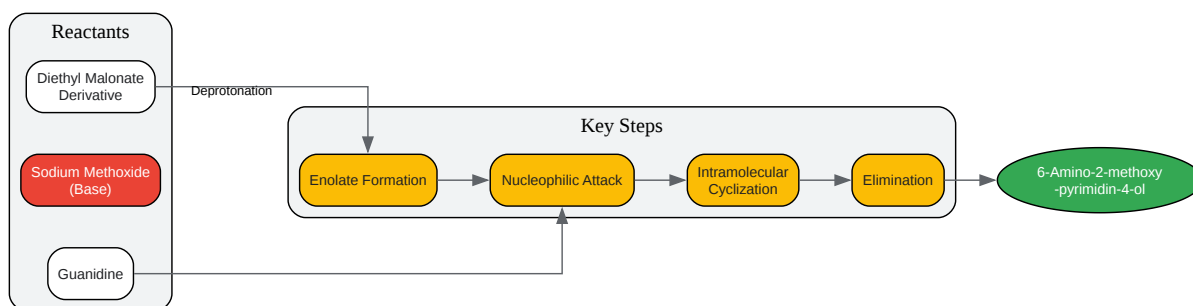 Reactants
Diethyl Malonate
Derivative
Deprotonation
Sodium Methoxide
(Base)
Guanidine
Key Steps
Enolate Formation
Nucleophilic Attack
Intramolecular
Cyclization
Elimination
6-Amino-2-methoxy
-pyrimidin-4-ol